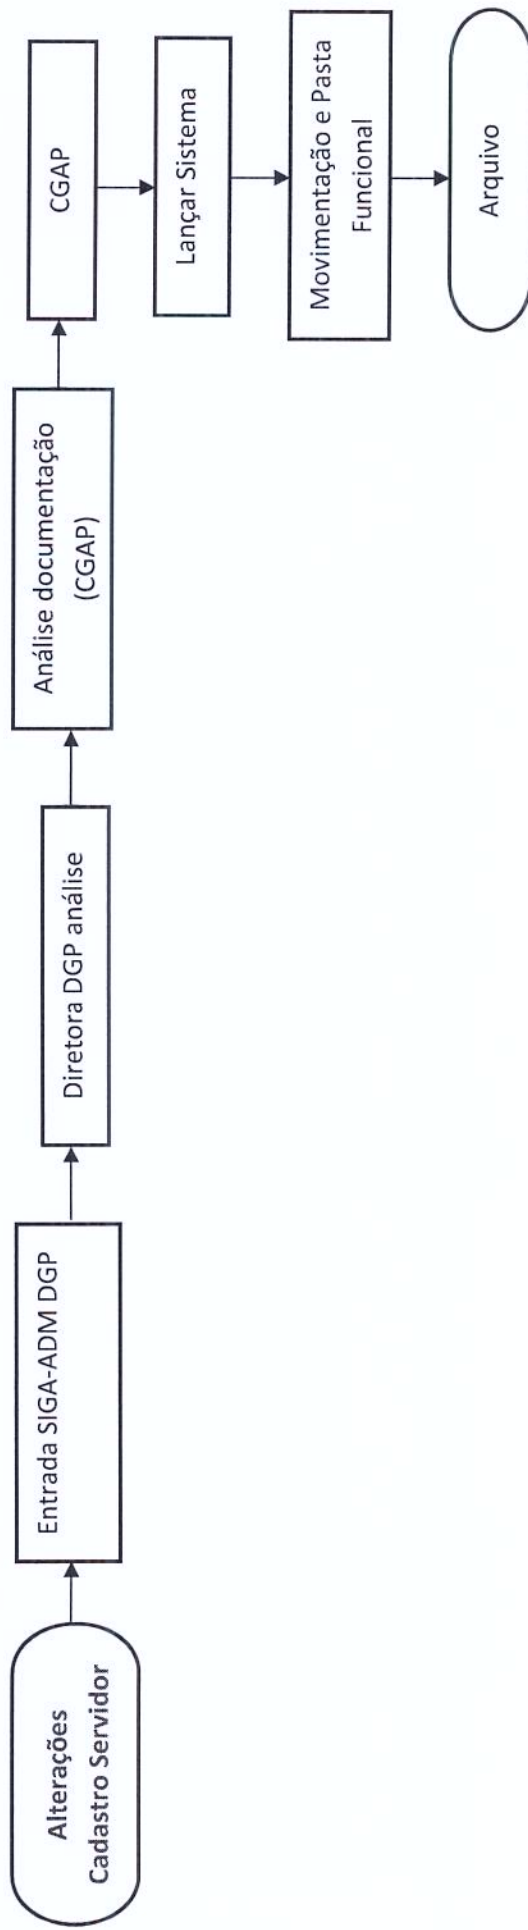 Alterações
Cadastro Servidor
Entrada SIGA-ADM DGP
Diretora DGP análise
Análise documentação
(CGAP)
CGAP
Lançar Sistema
Movimentação e Pasta
Funcional
Arquivo